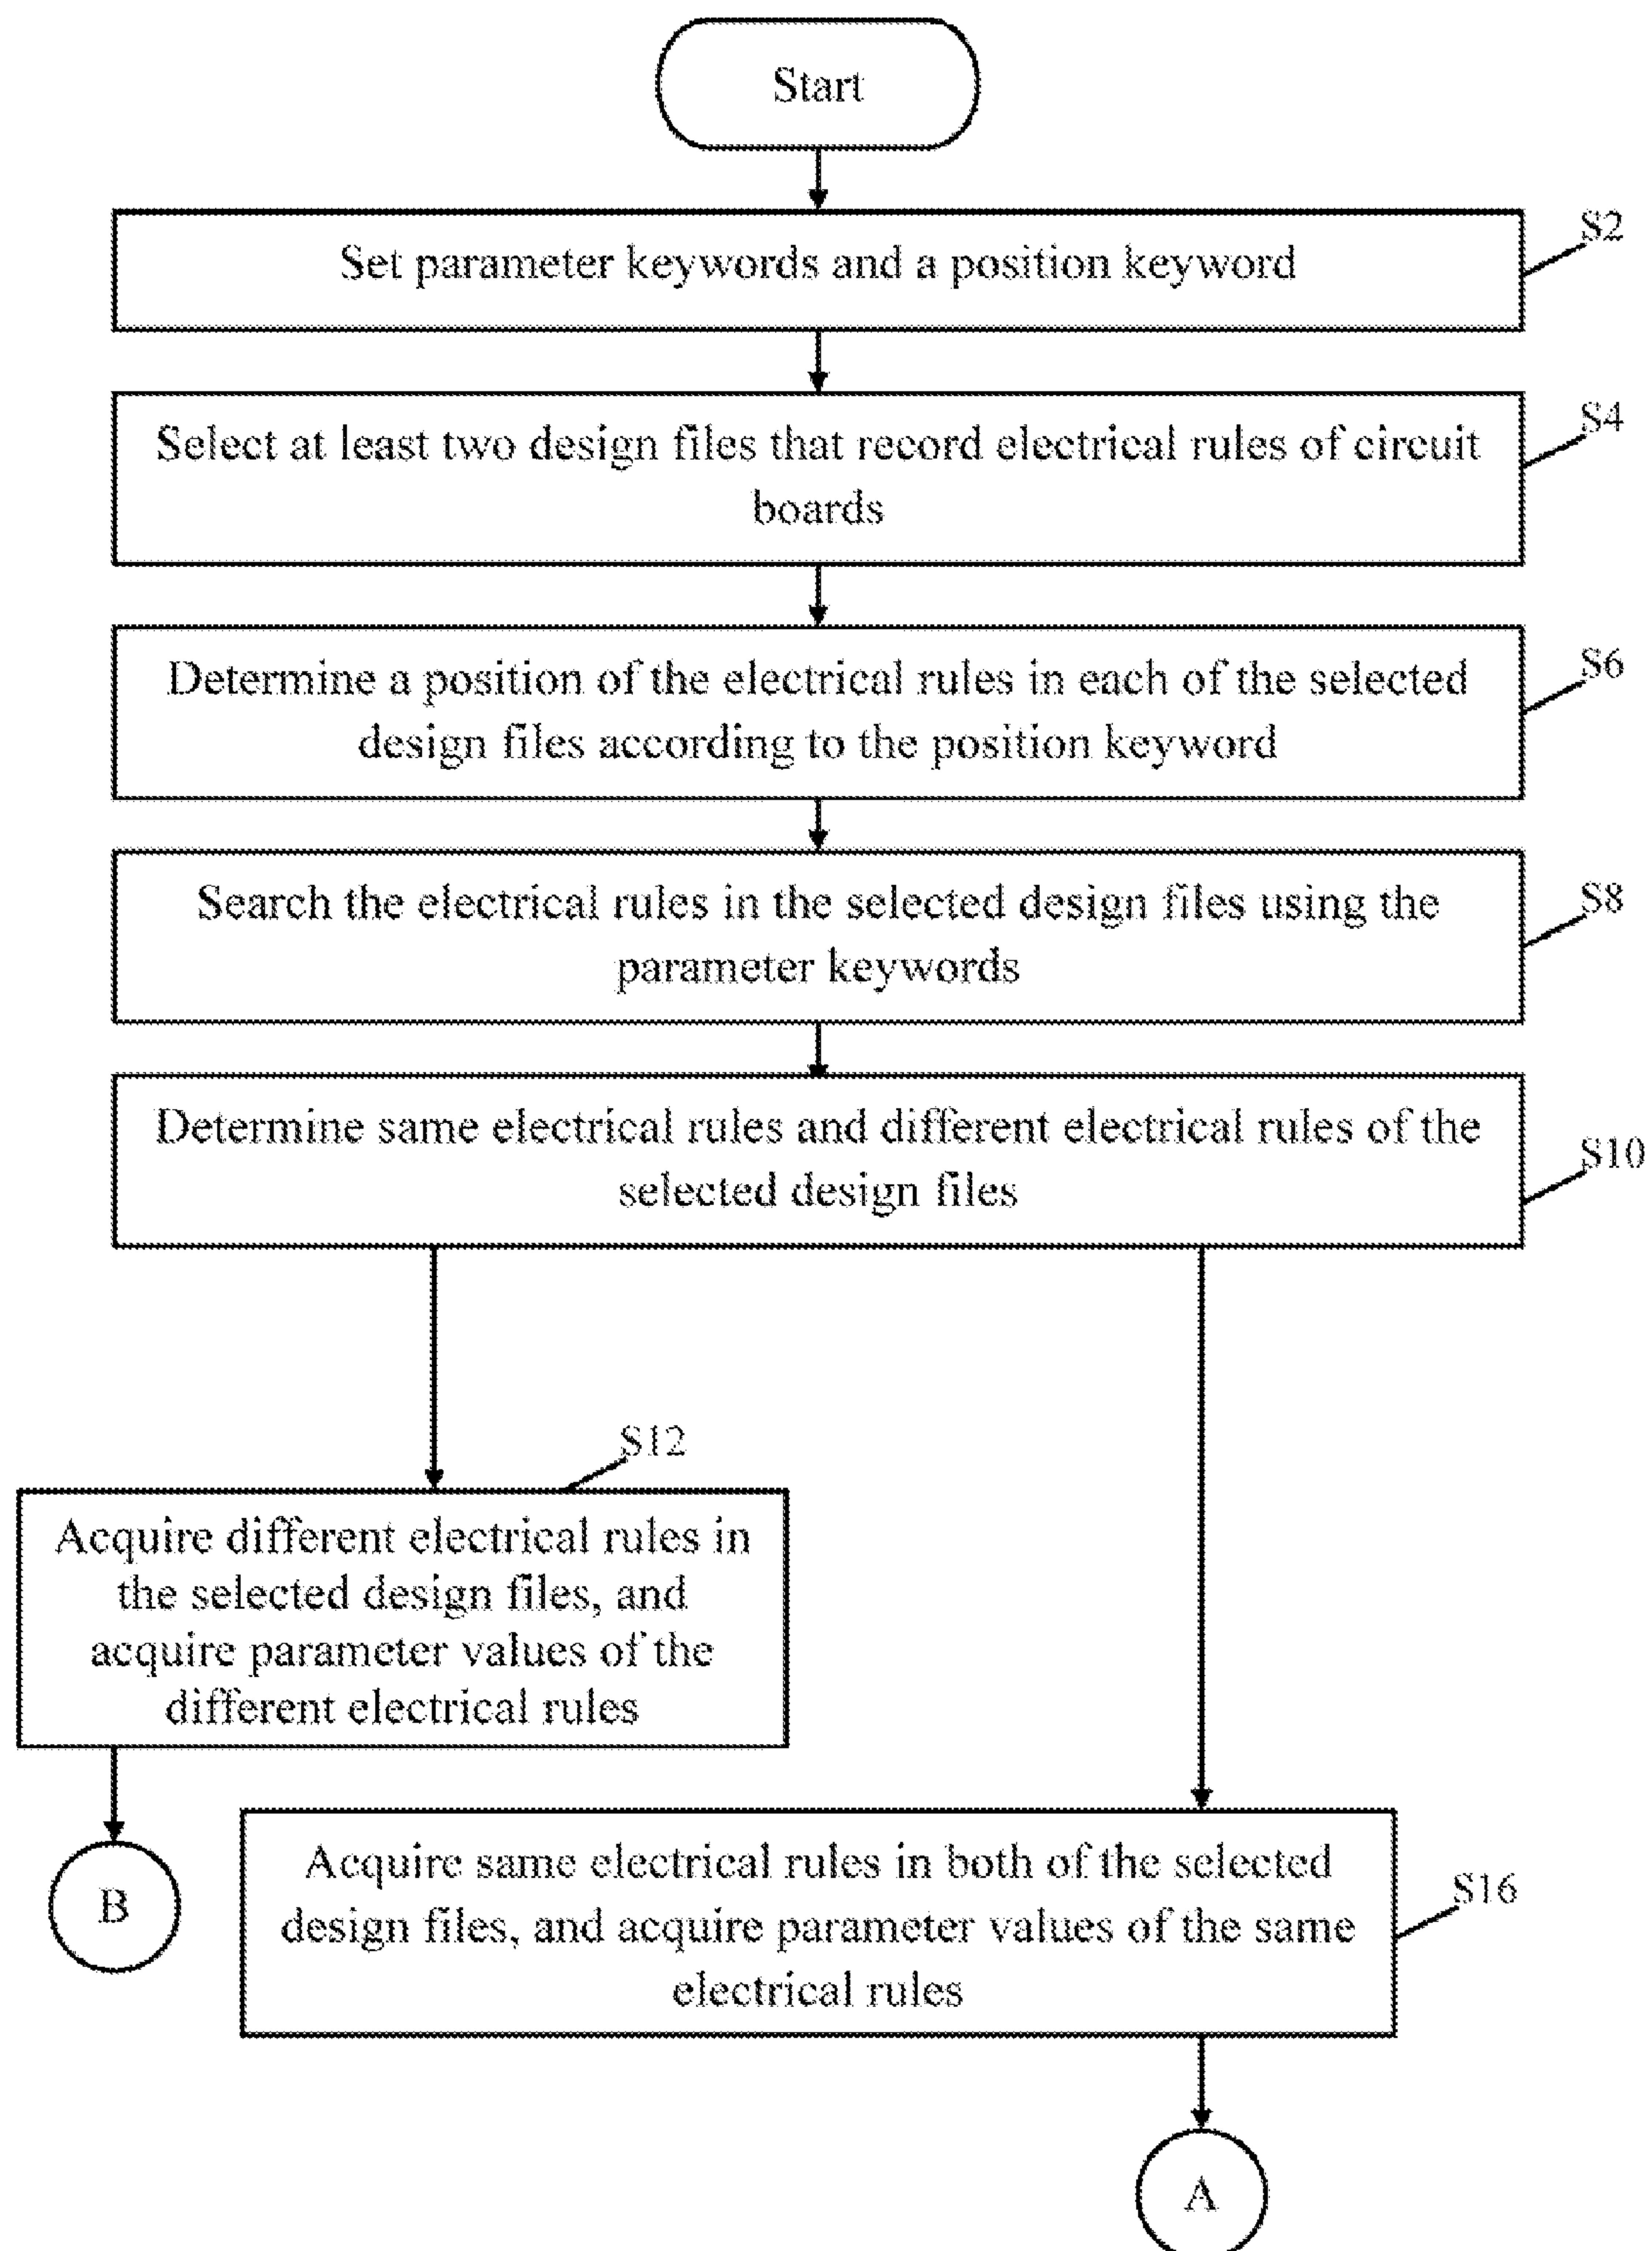 Start
Set parameter keywords and a position keyword
S2
Select at least two design files that record electrical rules of circuit
boards
S4
Determine a position of the electrical rules in each of the selected
design files according to the position keyword
S6
Search the electrical rules in the selected design files using the
parameter keywords
S8
Determine same electrical rules and different electrical rules of the
selected design files
S10
S12
Acquire different electrical rules in
the selected design files, and
acquire parameter values of the
different electrical rules
B
Acquire same electrical rules in both of the selected
design files, and acquire parameter values of the same
electrical rules
S16
A